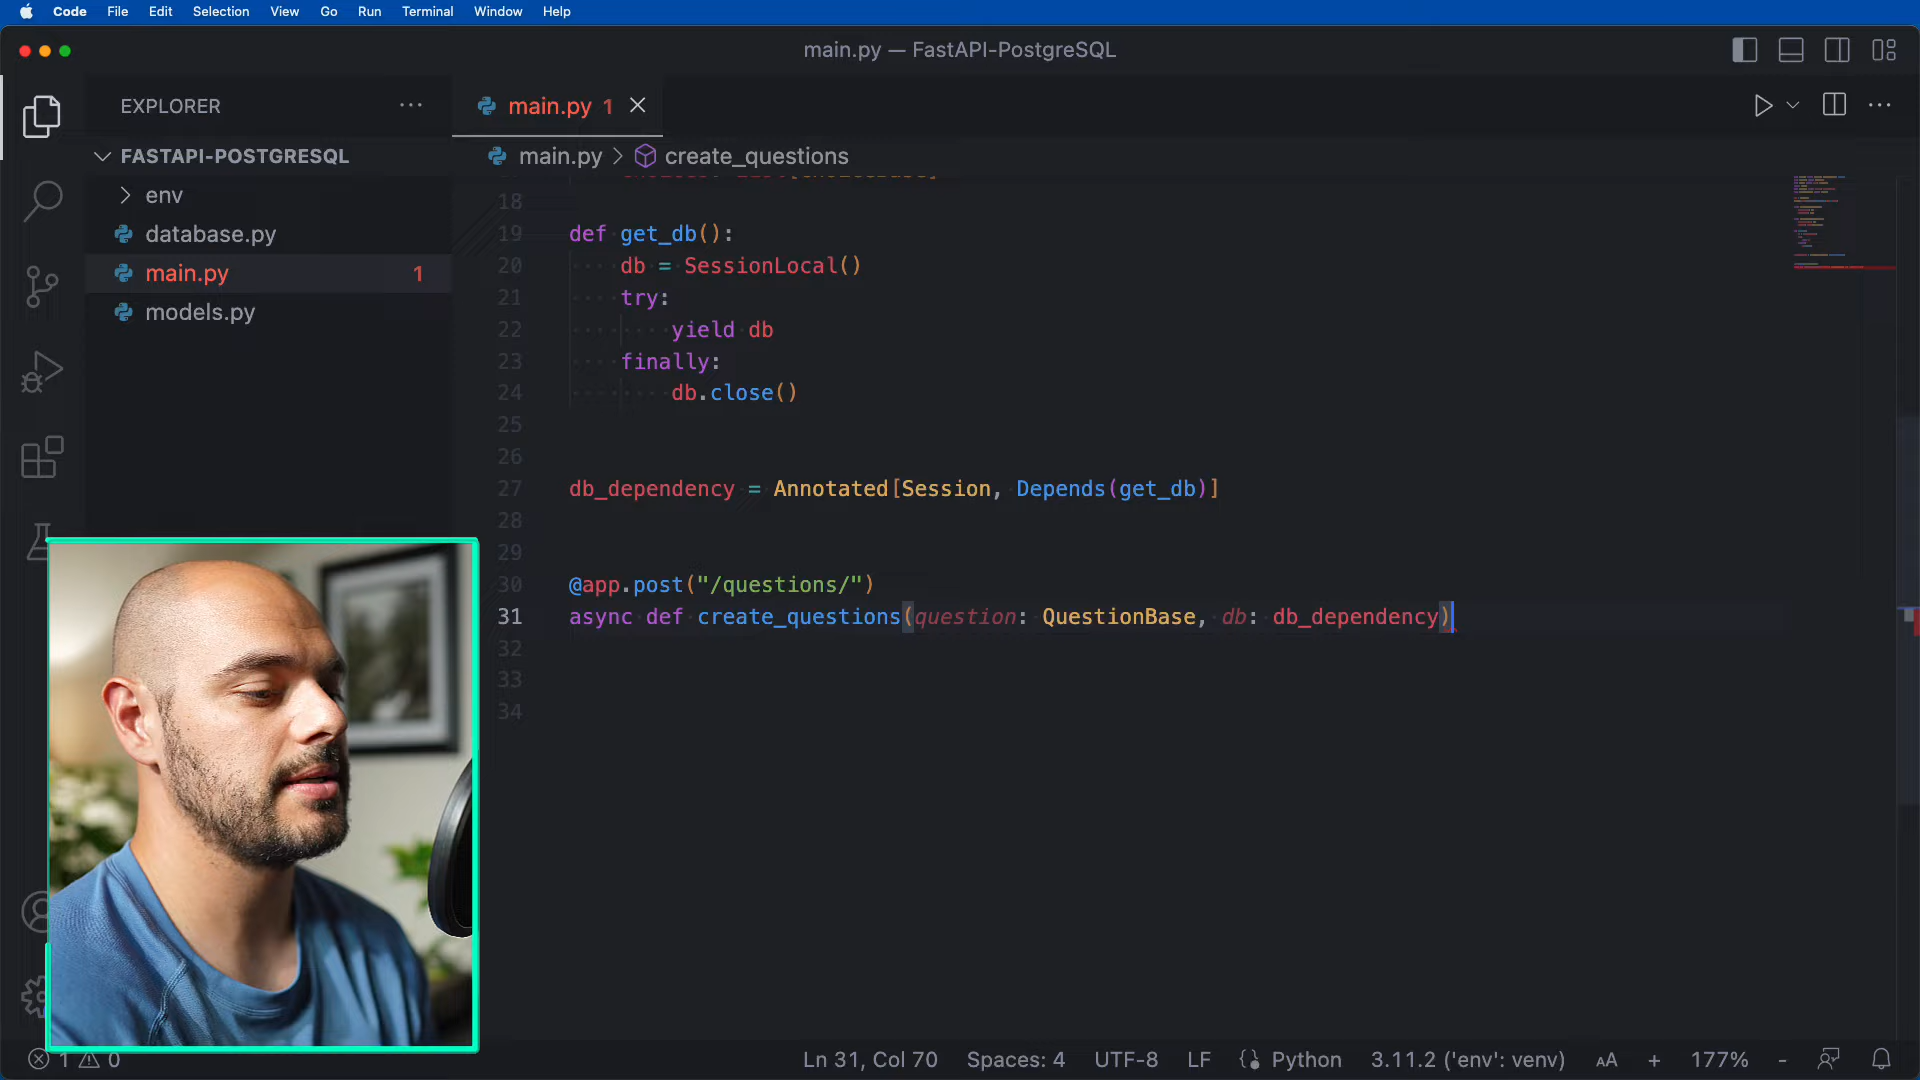 Code File Edit Selection View Go Run Terminal Window Help
main.py — FastAPI-PostgreSQL
EXPLORER
main.py 1
FASTAPI-POSTGRESQL
main.py > create_questions
env
database.py
main.py 1
models.py
18
19 def get_db():
20 db = SessionLocal()
21 try:
22 yield db
23 finally:
24 db.close()
25
26
27 db_dependency = Annotated[Session, Depends(get_db)]
28
29
30 @app.post("/questions/")
31 async def create_questions(question: QuestionBase, db: db_dependency)
32
33
34
1 0 Ln 31, Col 70 Spaces: 4 UTF-8 LF Python 3.11.2 ('env': venv) AA + 177% -